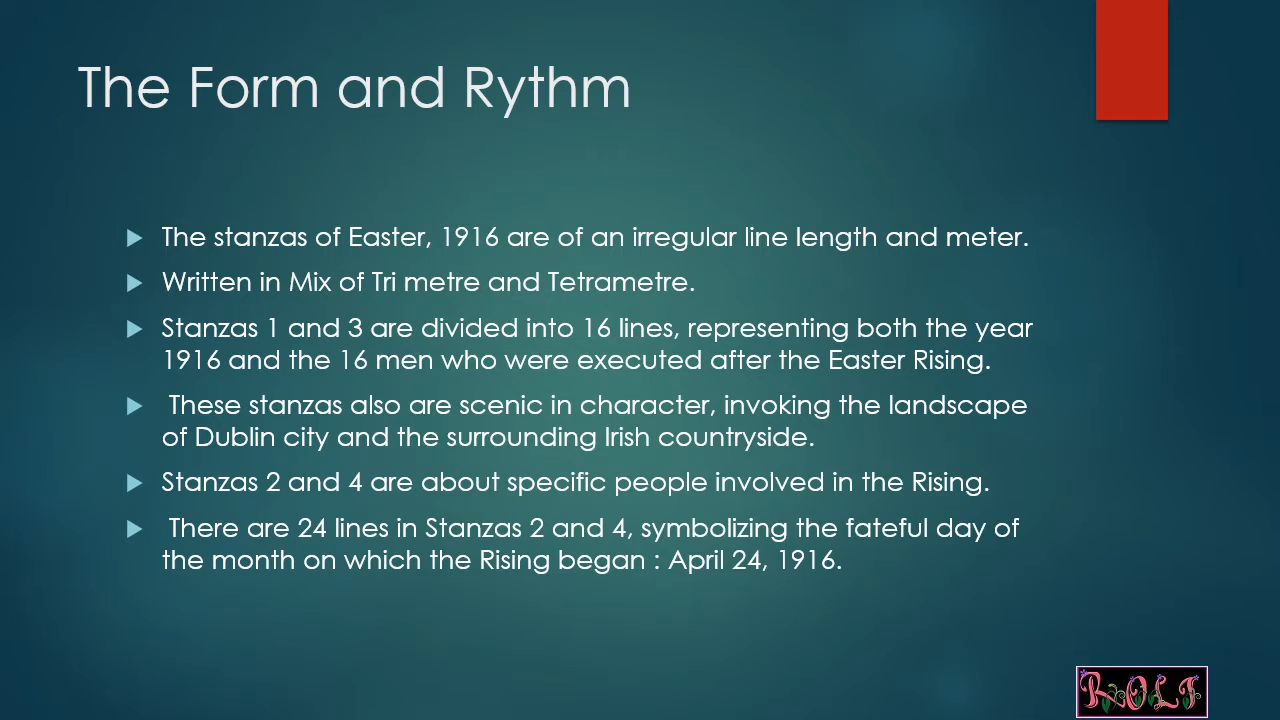 The Form and Rythm
The stanzas of Easter, 1916 are of an irregular line length and meter.
Written in Mix of Tri metre and Tetrametre.
Stanzas 1 and 3 are divided into 16 lines, representing both the year
1916 and the 16 men who were executed after the Easter Rising.
These stanzas also are scenic in character, invoking the landscape
of Dublin city and the surrounding Irish countryside.
Stanzas 2 and 4 are about specific people involved in the Rising.
There are 24 lines in Stanzas 2 and 4, symbolizing the fateful day of
the month on which the Rising began : April 24, 1916.